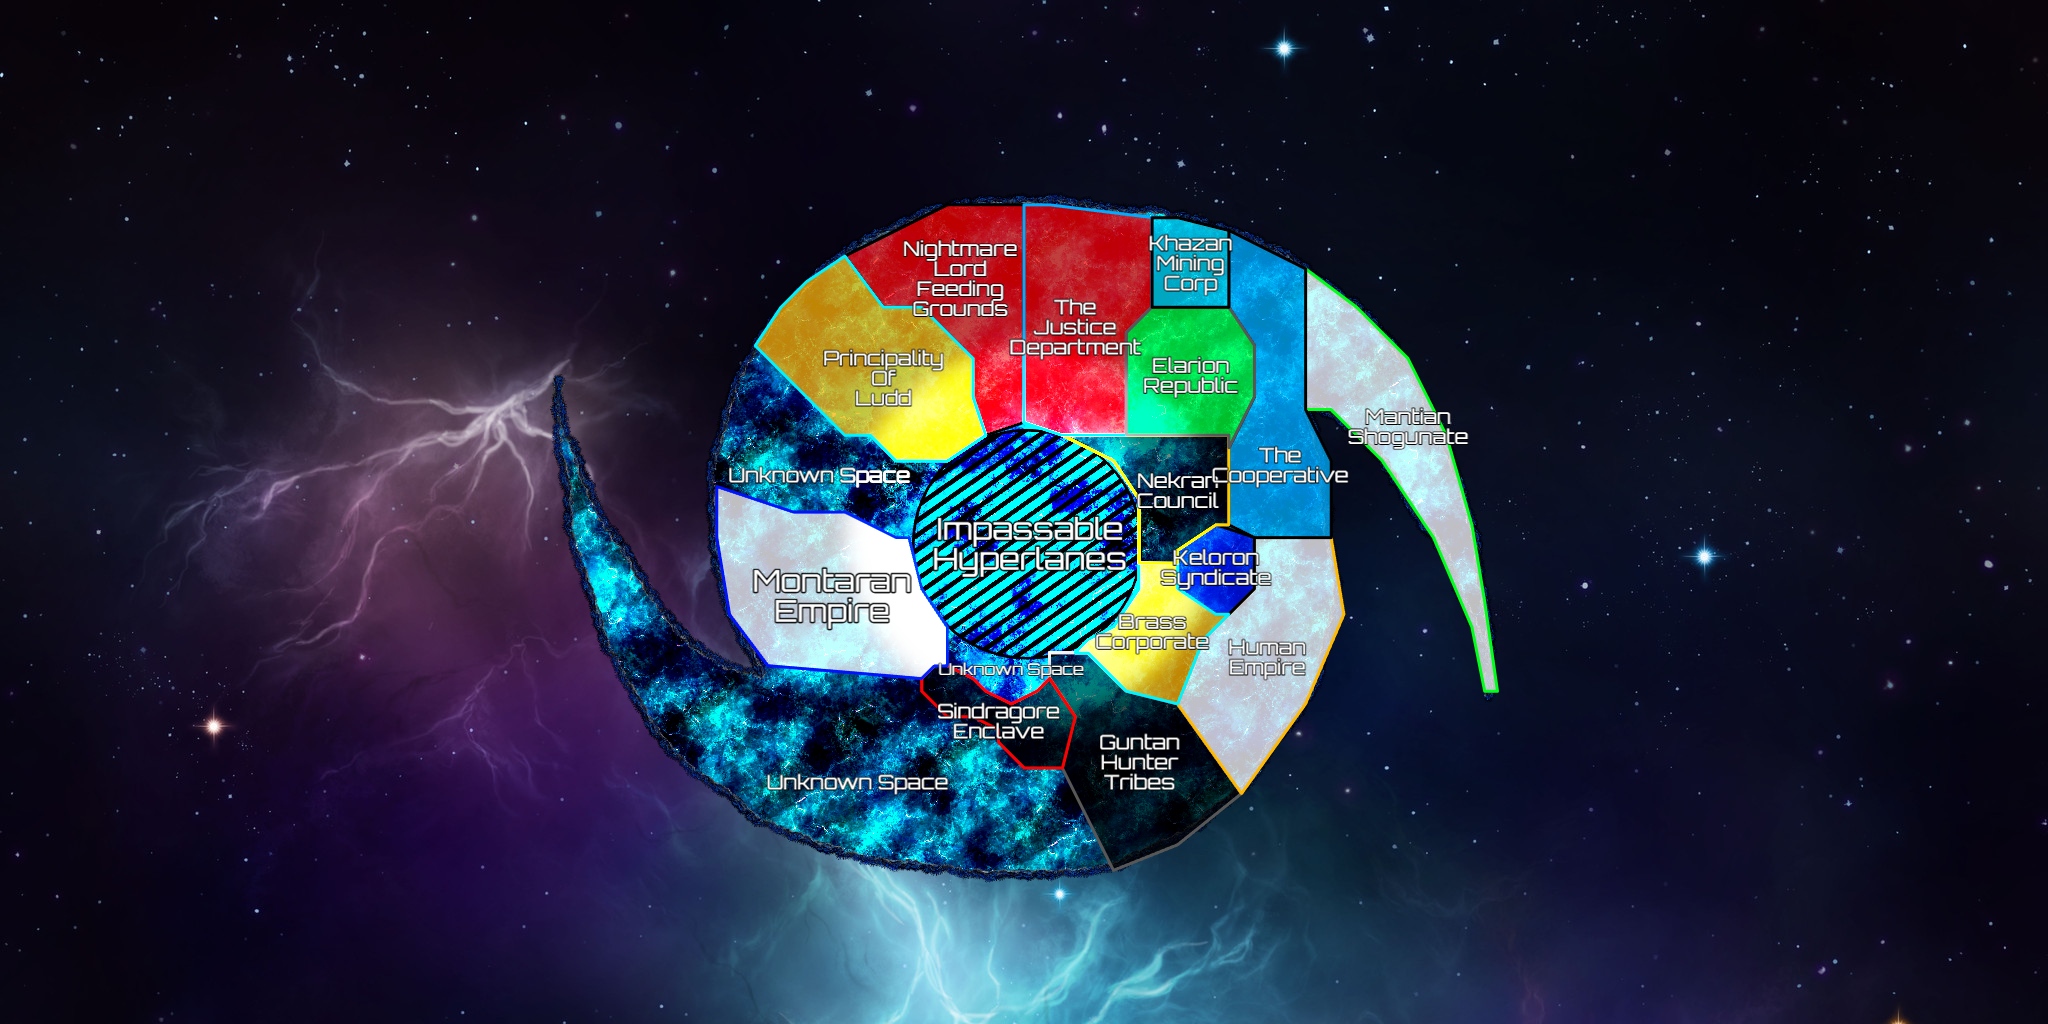 Nightmare
Lord
Feeding
Grounds
The
Justice
Department
Khazan
Mining
Corp
Principality
Of
Ludd
Elarion
Republic
Mantian
Shogunate
Unknown Space
Nekran
Council
The
Cooperative
Impassable
Hyperlanes
Keloron
Syndicate
Montaran
Empire
Brass
Corporate
Human
Empire
Unknown Space
Sindragore
Enclave
Guntan
Hunter
Tribes
Unknown Space